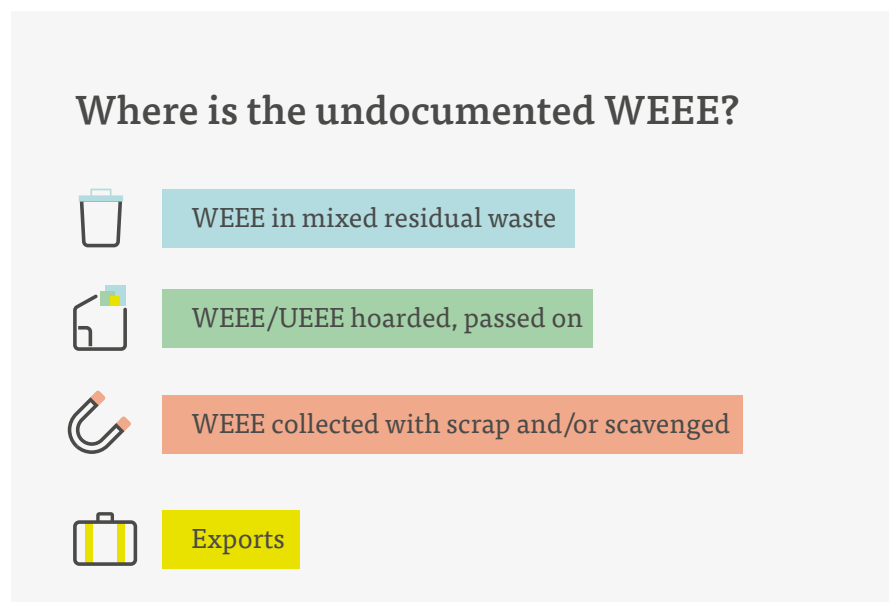 Where is the undocumented WEEE?
WEEE in mixed residual waste
WEEE/UEEE hoarded, passed on
WEEE collected with scrap and/or scavenged
Exports